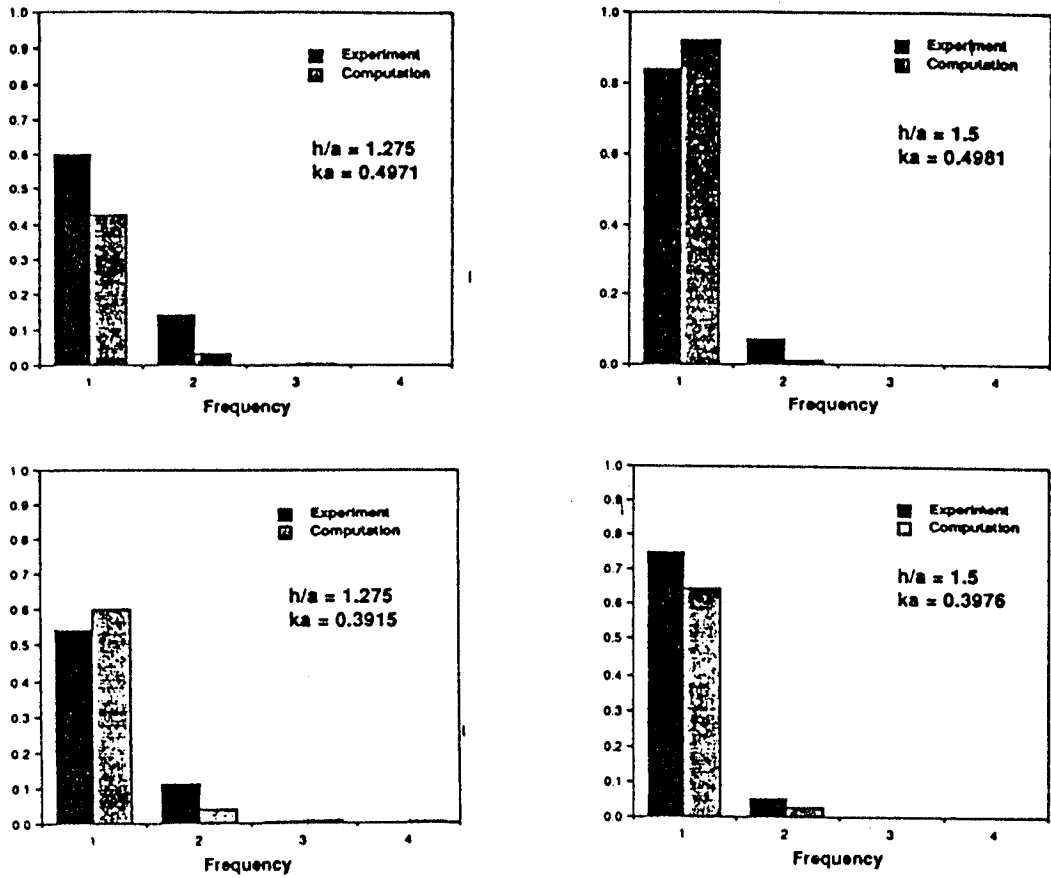 1.0
0.9
0.8
0.7
0.6
0.5
0.4
0.3
0.2
0.1
0.0
Experiment
Computation
h/a = 1.275
ka = 0.4971
1 2 3 4
Frequency
1.0
0.8
0.6
0.4
0.2
0.0
Experiment
Computation
h/a = 1.5
ka = 0.4981
1 2 3 4
Frequency
1.0
0.9
0.8
0.7
0.6
0.5
0.4
0.3
0.2
0.1
0.0
Experiment
Computation
h/a = 1.275
ka = 0.3915
1 2 3 4
Frequency
1.0
0.9
0.8
0.7
0.6
0.5
0.4
0.3
0.2
0.1
0.0
Experiment
Computation
h/a = 1.5
ka = 0.3976
1 2 3 4
Frequency